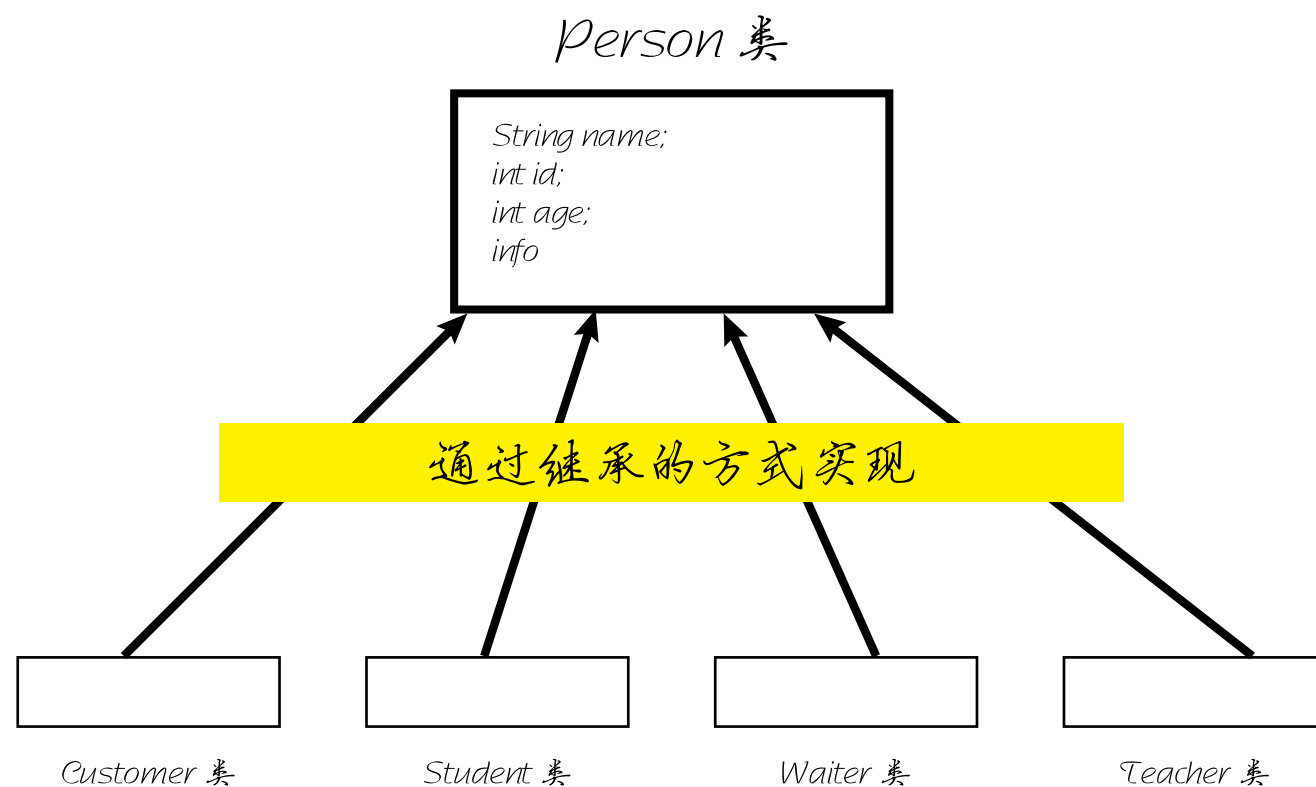 Person 类
String name;
int id;
int age;
info
通过继承的方式实现
Customer 类
Student 类
Waiter 类
Teacher 类